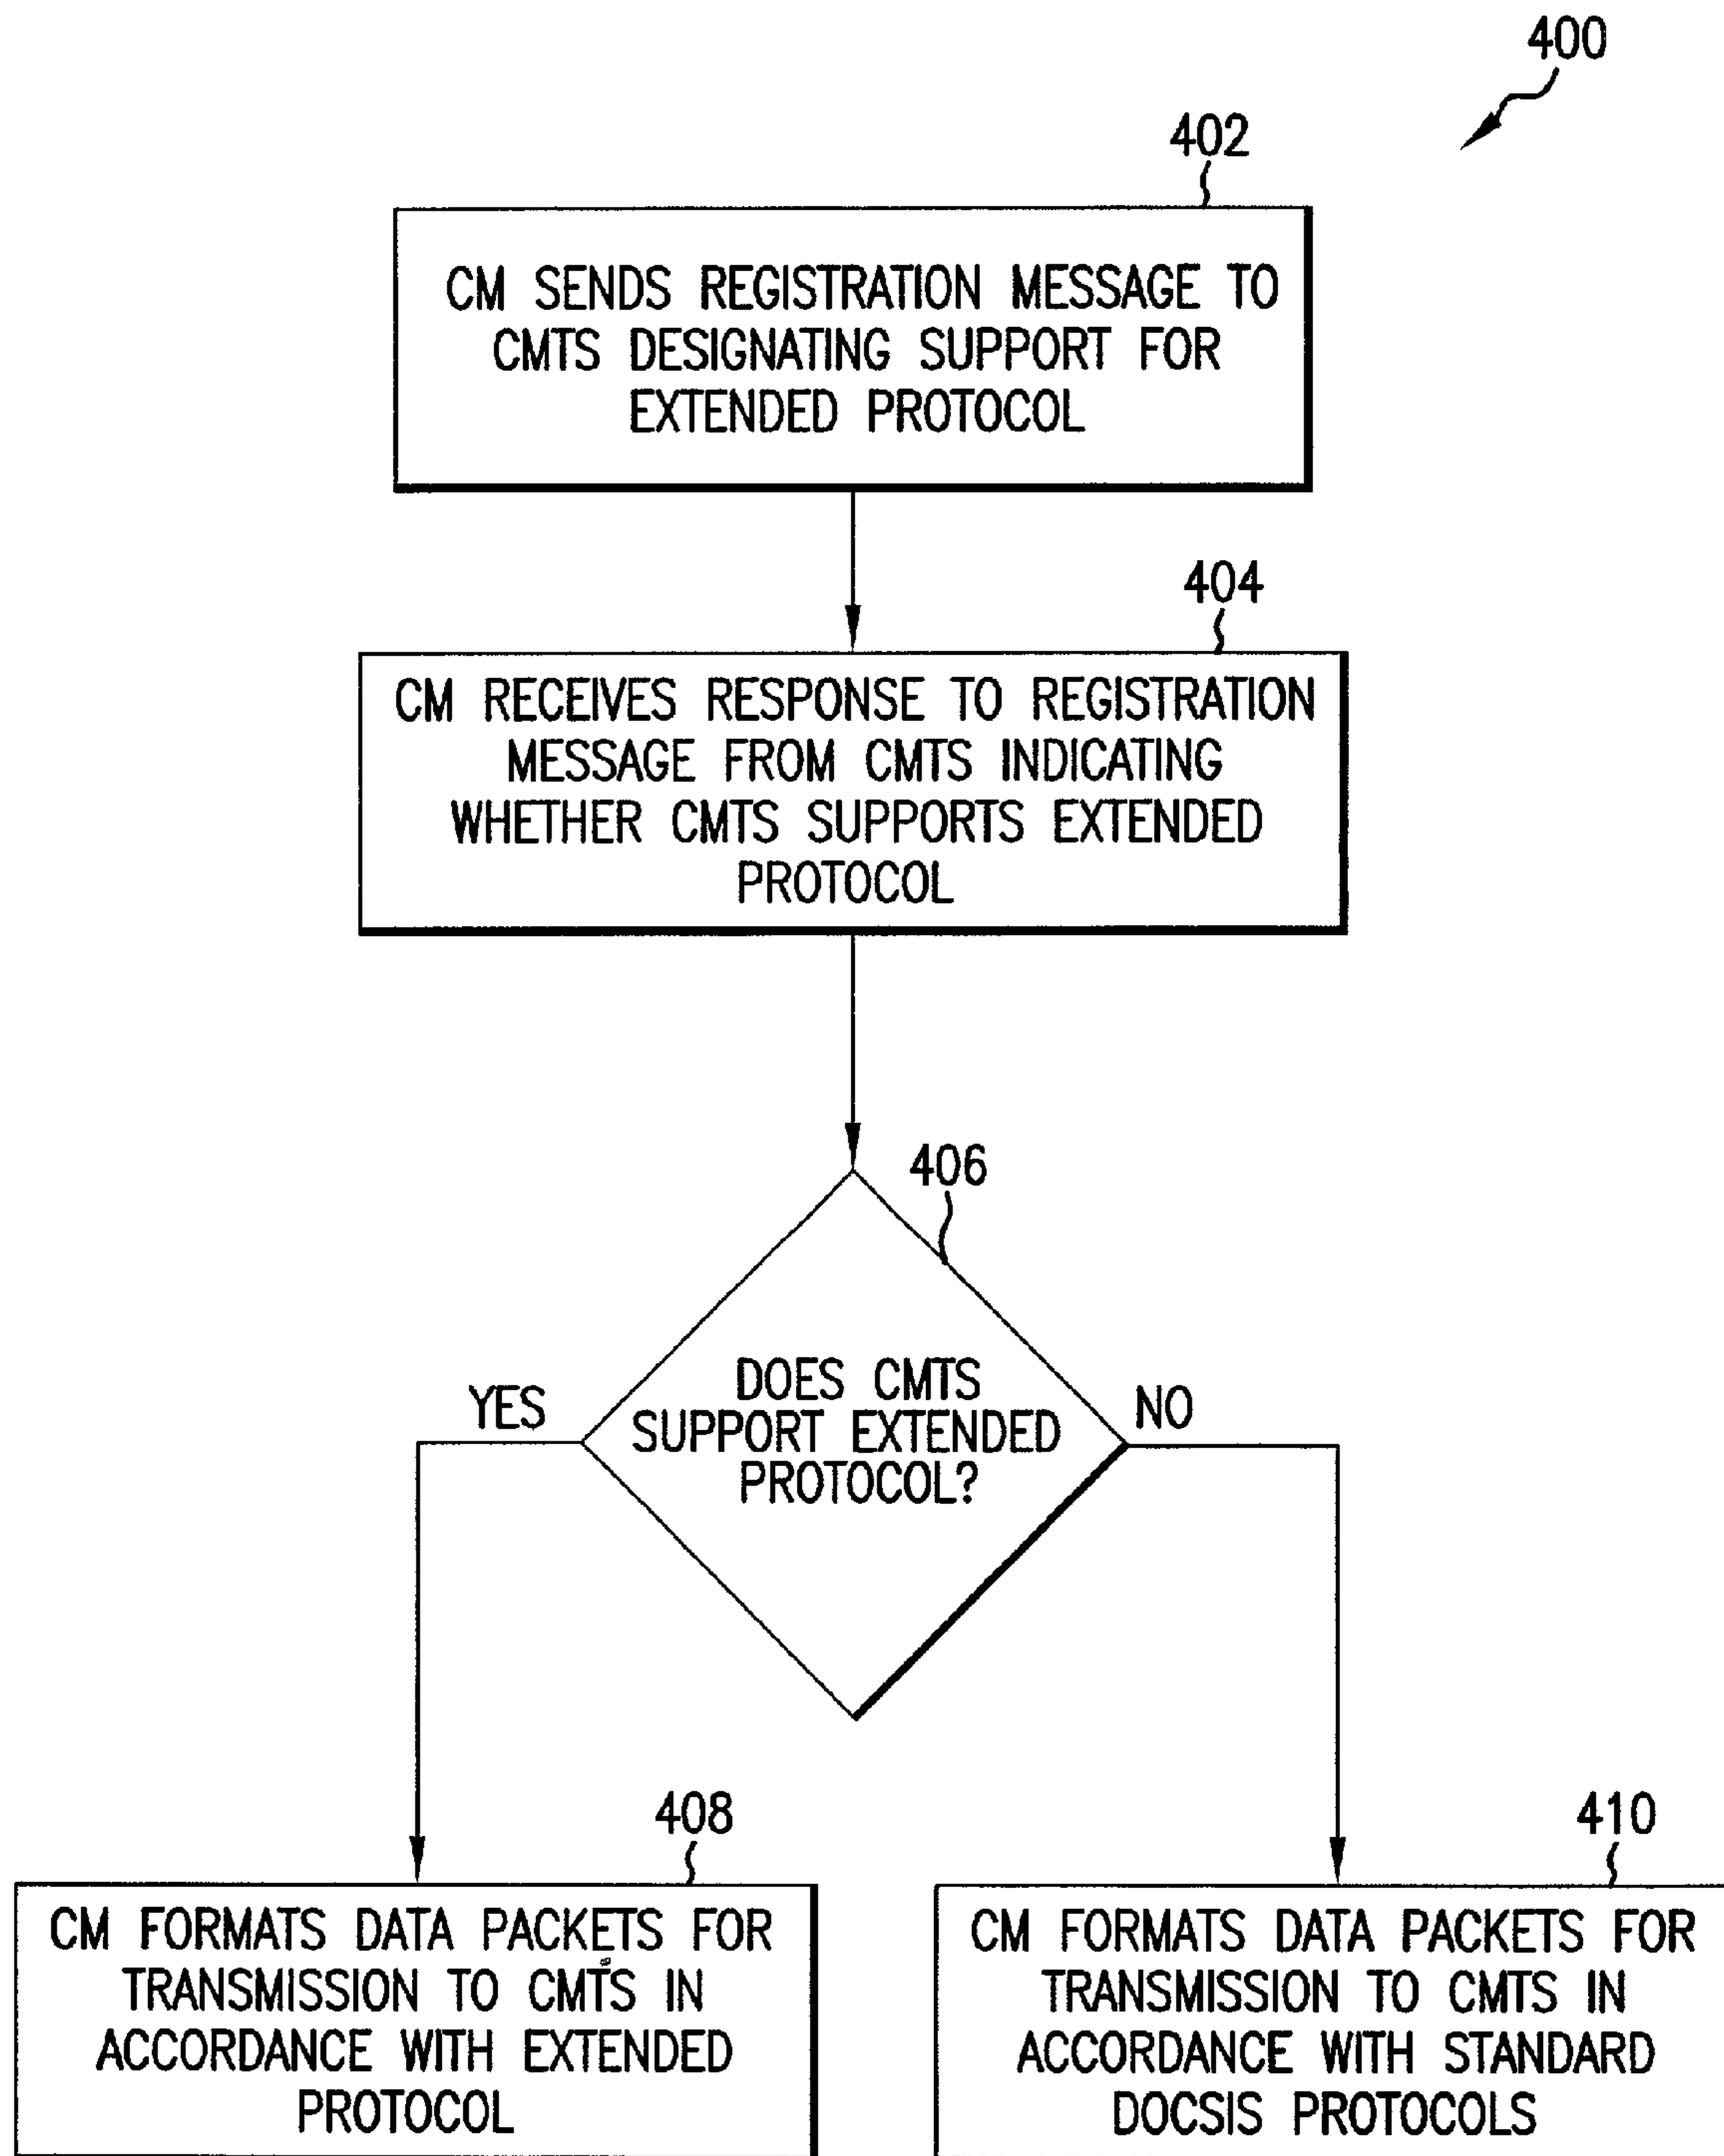 400
402
CM SENDS REGISTRATION MESSAGE TO
CMTS DESIGNATING SUPPORT FOR
EXTENDED PROTOCOL
404
CM RECEIVES RESPONSE TO REGISTRATION
MESSAGE FROM CMTS INDICATING
WHETHER CMTS SUPPORTS EXTENDED
PROTOCOL
406
DOES CMTS
SUPPORT EXTENDED
PROTOCOL?
YES
NO
408
CM FORMATS DATA PACKETS FOR
TRANSMISSION TO CMTS IN
ACCORDANCE WITH EXTENDED
PROTOCOL
410
CM FORMATS DATA PACKETS FOR
TRANSMISSION TO CMTS IN
ACCORDANCE WITH STANDARD
DOCSIS PROTOCOLS